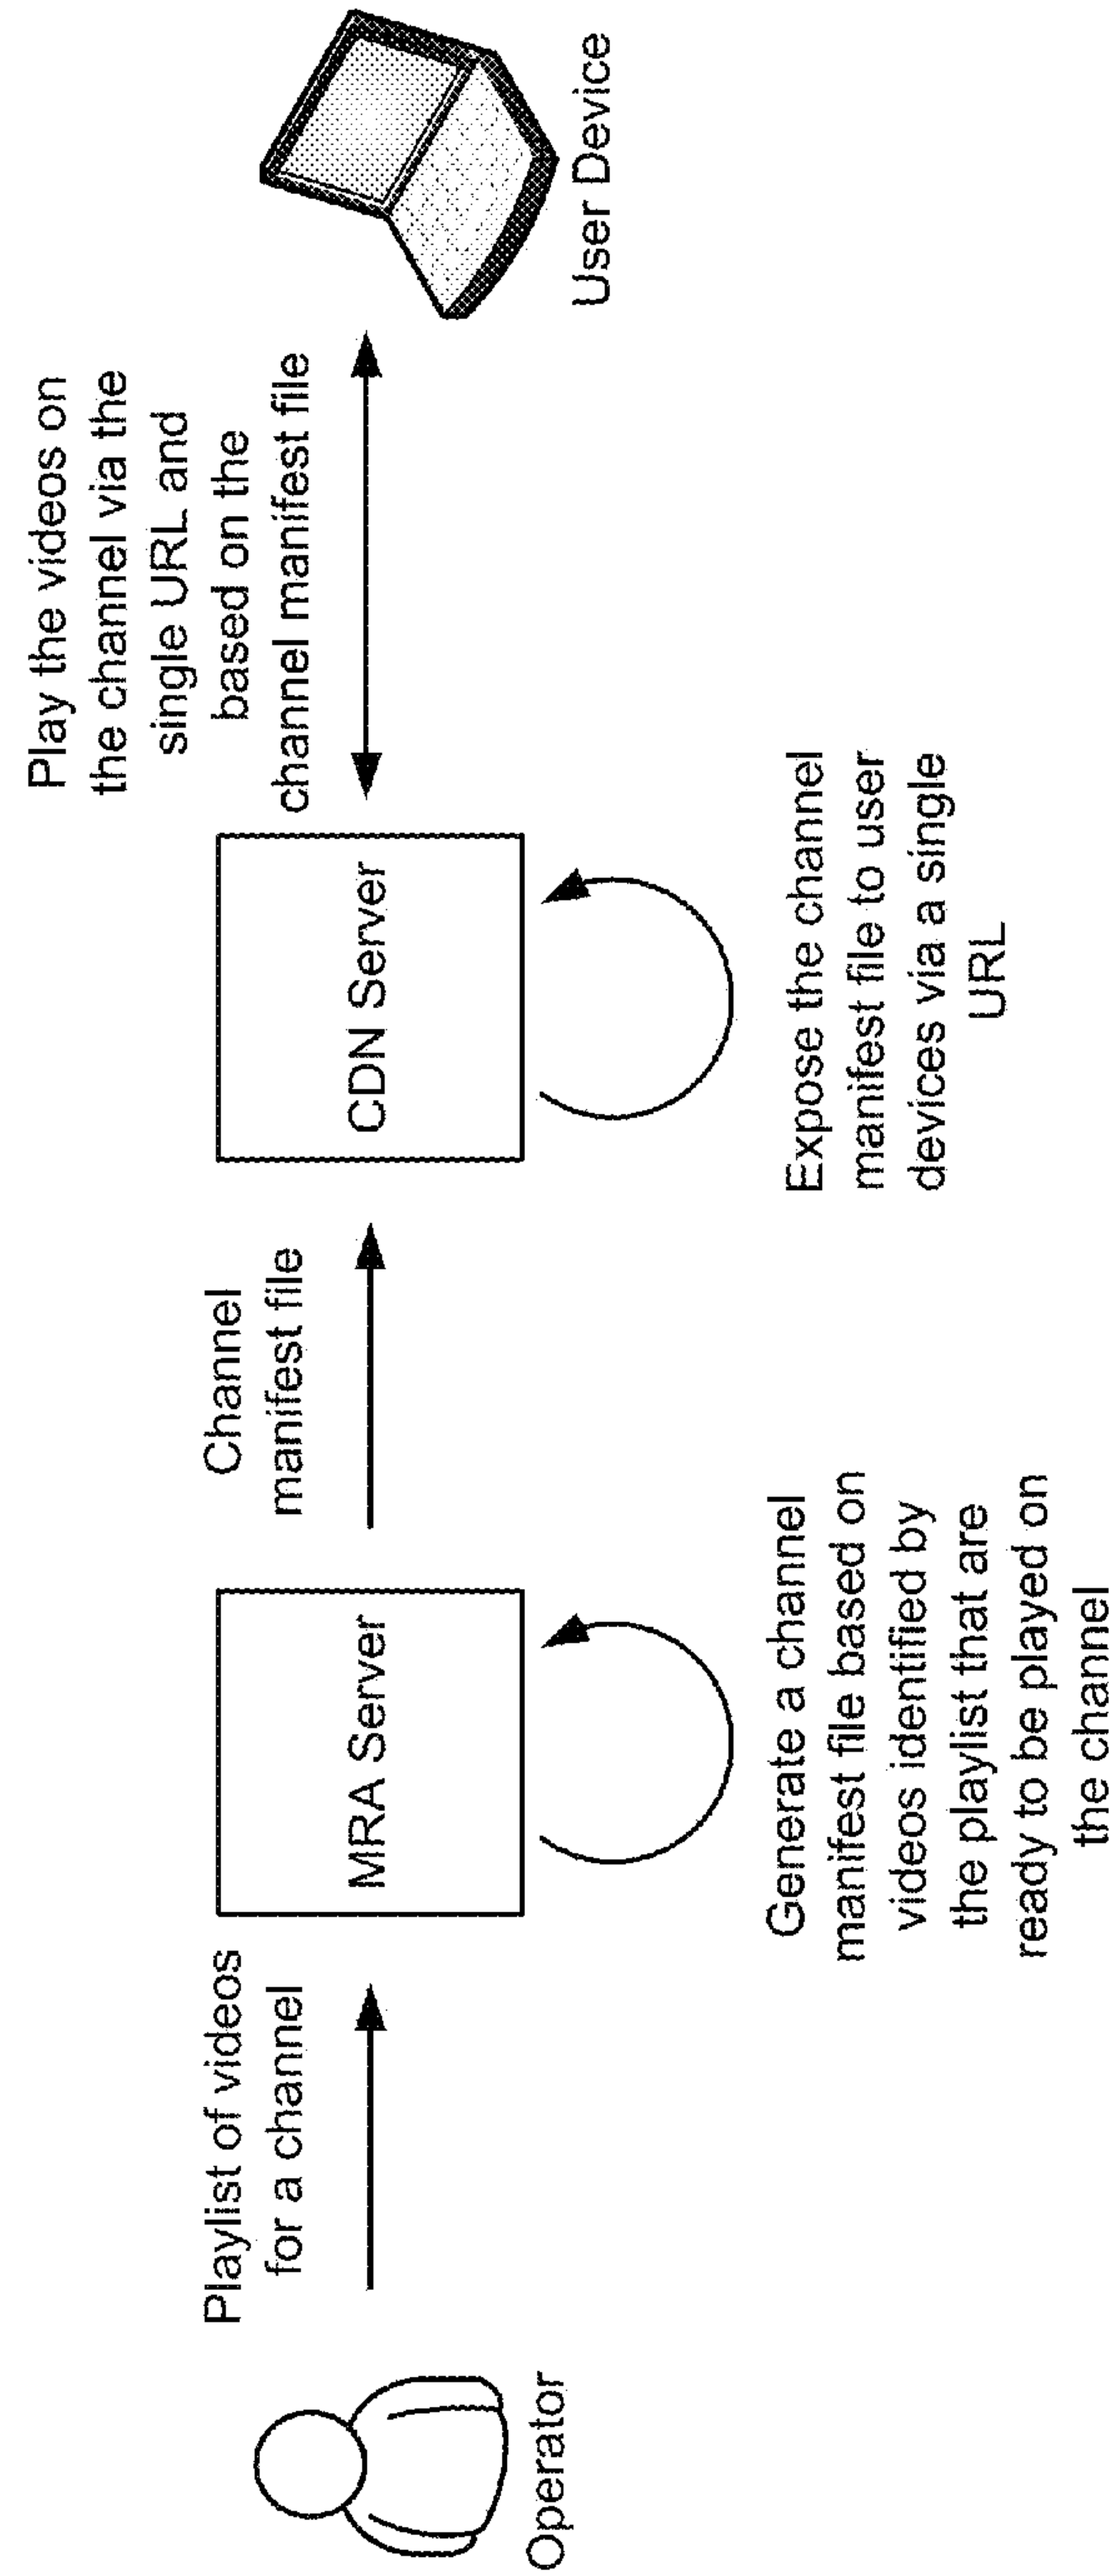 Operator
Playlist of videos
for a channel
MRA Server
Generate a channel
manifest file based on
videos identified by
the playlist that are
ready to be played on
the channel
Channel
manifest file
CDN Server
Expose the channel
manifest file to user
devices via a single
URL
Play the videos on
the channel via the
single URL and
based on the
channel manifest file
User Device